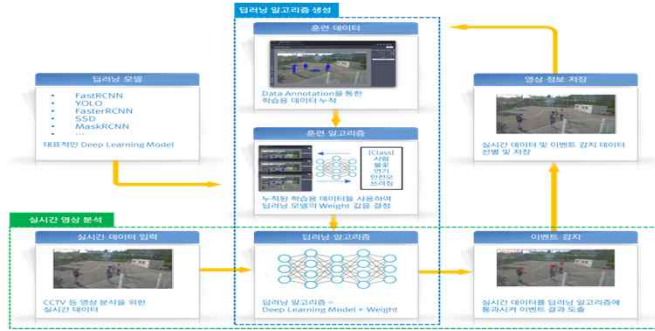 딥러닝 알고리즘 생성
훈련 데이터
Data Annotation을 통한
학습용 데이터 누적
딥러닝 모델
• FastRCNN
• YOLO
• FasterRCNN
• SSD
• MaskRCNN
• ...
대표적인 Deep Learning Model
영상 정보 저장
실시간 데이터 및 이벤트 감지 데이터
선별 및 저장
훈련 알고리즘
[Class]
사람
불꽃
연기
안전모
쓰러짐
누적된 학습용 데이터를 사용하여
딥러닝 모델의 Weight 값을 결정
실시간 영상 분석
실시간 데이터 입력
CCTV 등 영상 분석을 위한
실시간 데이터
딥러닝 알고리즘
딥러닝 알고리즘 =
Deep Learning Model + Weight
이벤트 감지
실시간 데이터를 딥러닝 알고리즘에
통과시켜 이벤트 결과 도출